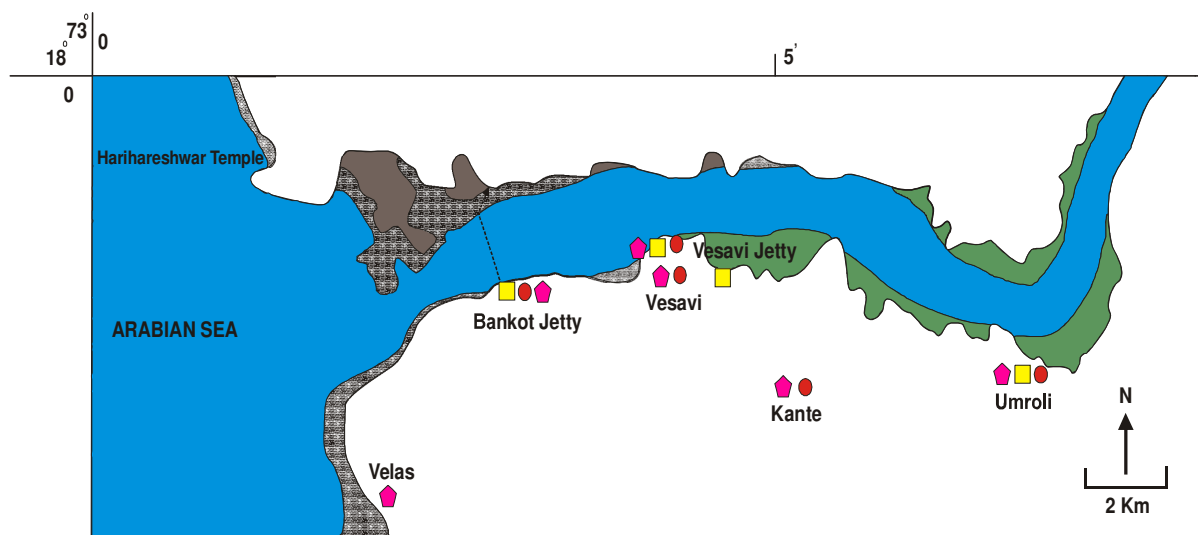 73° 0
18° 0
5'
Harihareshwar Temple
Vesavi Jetty
Vesavi
Bankot Jetty
ARABIAN SEA
Kante
Umroli
N
Velas
2 Km